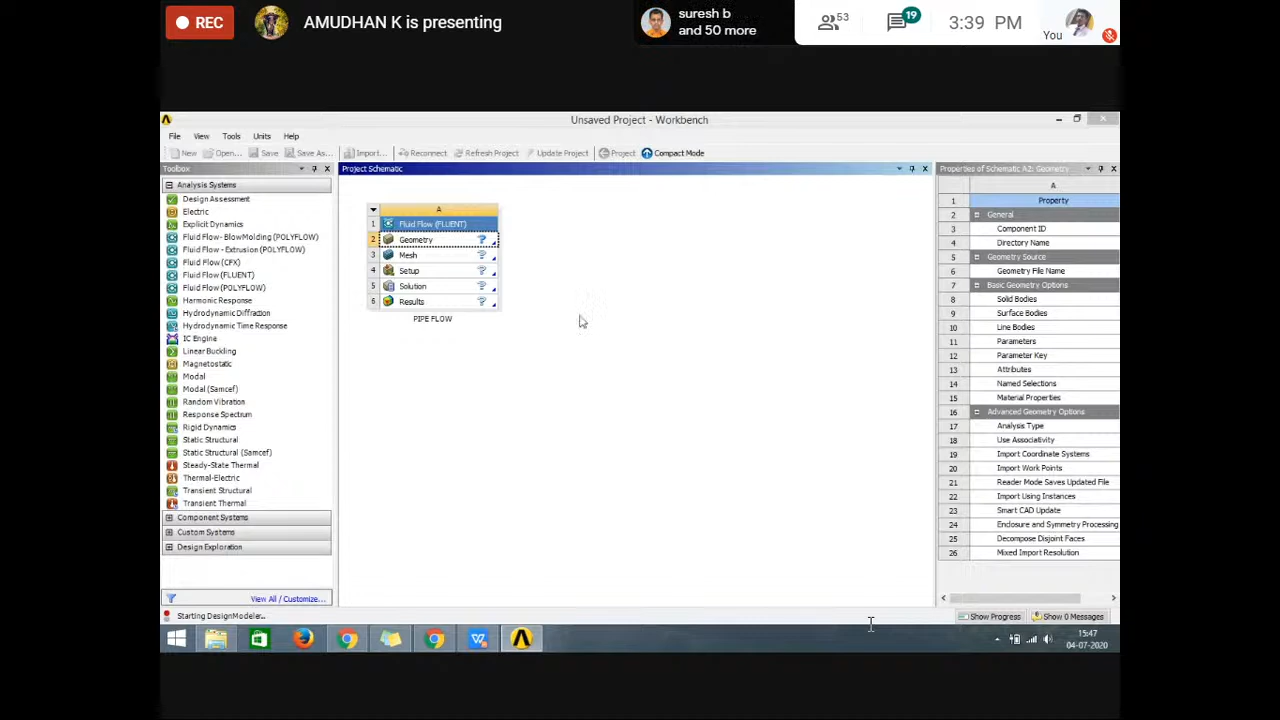 REC
AMUDHAN K is presenting
suresh b
and 50 more
53
19
3:39 PM
You
Unsaved Project - Workbench
File View Tools Units Help
New Open... Save Save As... Import... Reconnect Refresh Project Update Project Project Compact Mode
Toolbox
Analysis Systems
Design Assessment
Electric
Explicit Dynamics
Fluid Flow- BlowMolding (POLYFLOW)
Fluid Flow - Extrusion (POLYFLOW)
Fluid Flow (CFX)
Fluid Flow (FLUENT)
Fluid Flow (POLYFLOW)
Harmonic Response
Hydrodynamic Diffraction
Hydrodynamic Time Response
IC Engine
Linear Buckling
Magnetostatic
Modal
Modal (Samcef)
Random Vibration
Response Spectrum
Rigid Dynamics
Static Structural
Static Structural (Samcef)
Steady-State Thermal
Thermal-Electric
Transient Structural
Transient Thermal
Component Systems
Custom Systems
Design Exploration
View All / Customize...
Project Schematic
A
1 Fluid Flow (FLUENT)
2 Geometry ?
3 Mesh ?
4 Setup ?
5 Solution ?
6 Results ?
PIPE FLOW
Properties of Schematic A2: Geometry
A
1 Property
2 General
3 Component ID
4 Directory Name
5 Geometry Source
6 Geometry File Name
7 Basic Geometry Options
8 Solid Bodies
9 Surface Bodies
10 Line Bodies
11 Parameters
12 Parameter Key
13 Attributes
14 Named Selections
15 Material Properties
16 Advanced Geometry Options
17 Analysis Type
18 Use Associativity
19 Import Coordinate Systems
20 Import Work Points
21 Reader Mode Saves Updated File
22 Import Using Instances
23 Smart CAD Update
24 Enclosure and Symmetry Processing
25 Decompose Disjoint Faces
26 Mixed Import Resolution
Starting DesignModeler...
Show Progress Show 0 Messages
15:47
04-07-2020